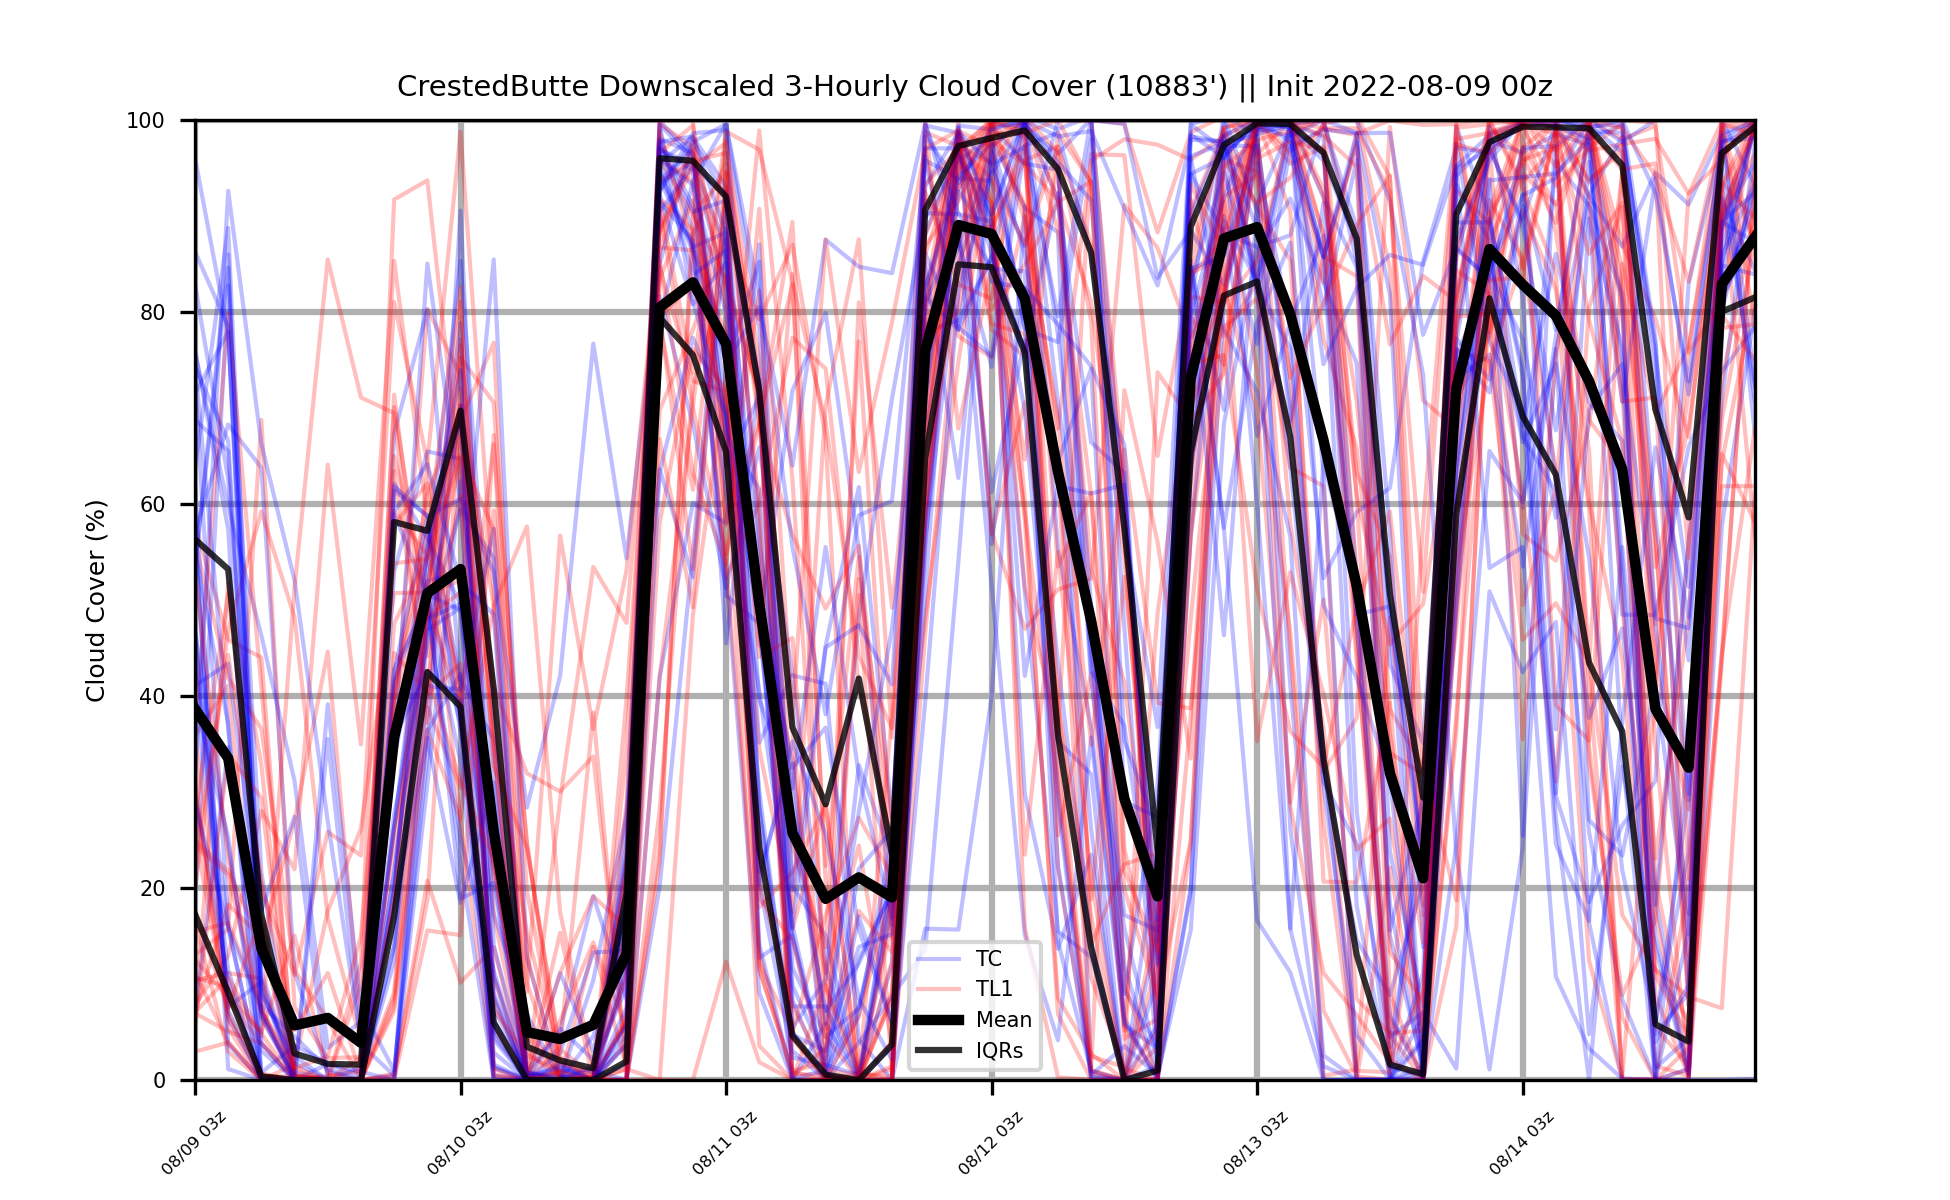 CrestedButte Downscaled 3-Hourly Cloud Cover (10883') || Init 2022-08-09 00z
Cloud Cover (%)
100
80
60
40
20
0
TC
TL1
Mean
IQRs
08/09 03z
08/10 03z
08/11 03z
08/12 03z
08/13 03z
08/14 03z